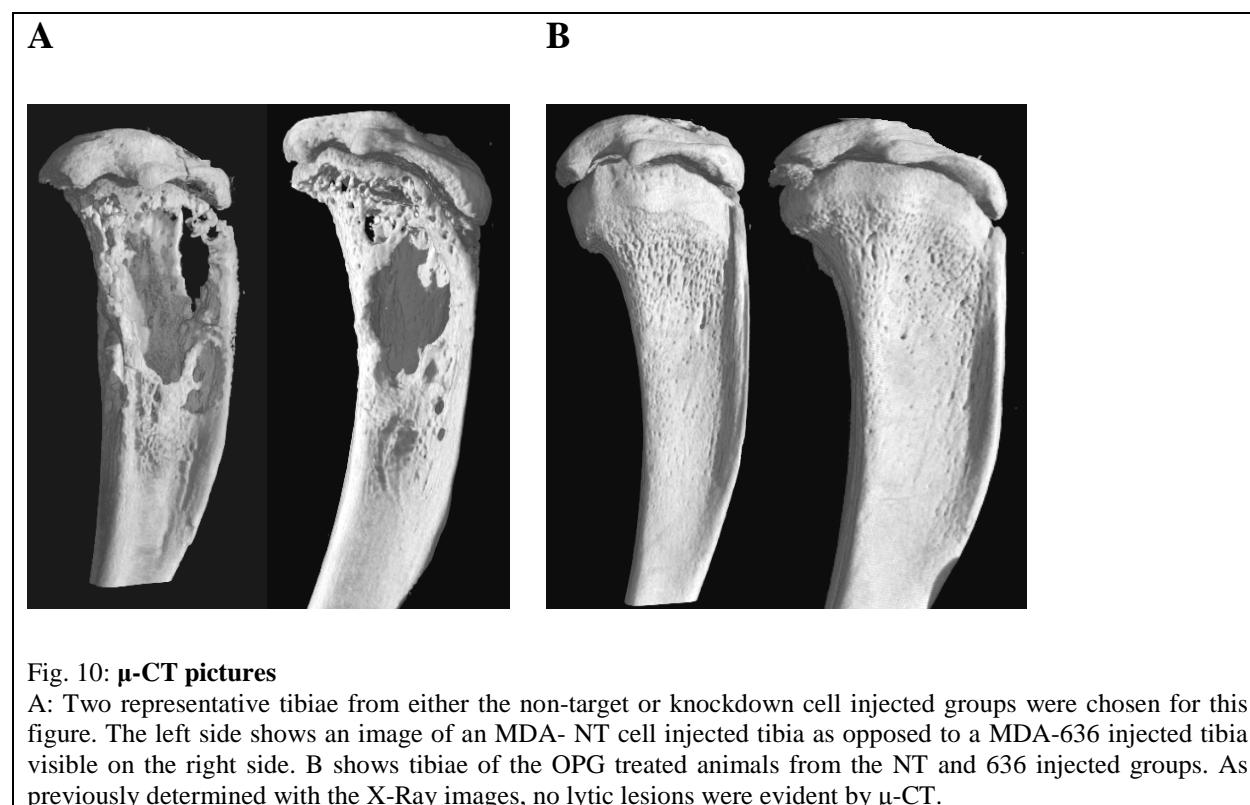 A
B
Fig. 10: μ-CT pictures
A: Two representative tibiae from either the non-target or knockdown cell injected groups were chosen for this
figure. The left side shows an image of an MDA- NT cell injected tibia as opposed to a MDA-636 injected tibia
visible on the right side. B shows tibiae of the OPG treated animals from the NT and 636 injected groups. As
previously determined with the X-Ray images, no lytic lesions were evident by μ-CT.